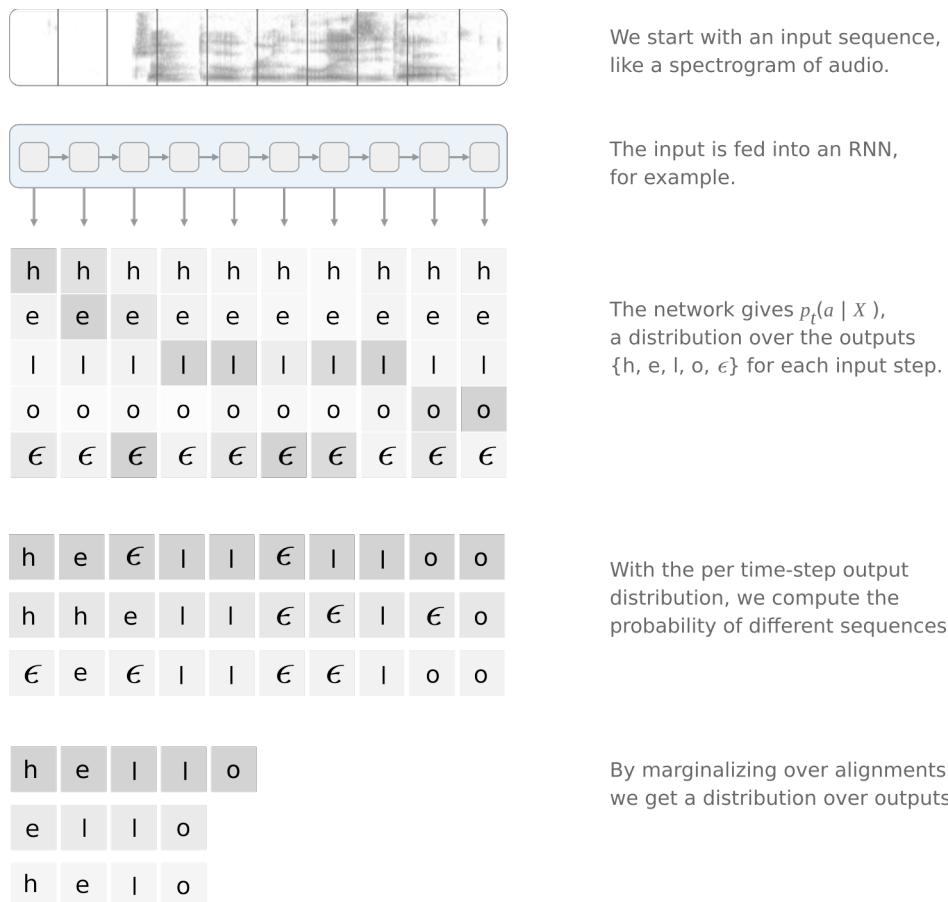 We start with an input sequence,
like a spectrogram of audio.
The input is fed into an RNN,
for example.
h h h h h h h h h h
e e e e e e e e e e
l l l l l l l l l l
o o o o o o o o o o
ϵ ϵ ϵ ϵ ϵ ϵ ϵ ϵ ϵ ϵ
The network gives p_t(a | X ),
a distribution over the outputs
{h, e, l, o, ϵ} for each input step.
h e ϵ l l ϵ l l o o
h h e l l ϵ ϵ l ϵ o
ϵ e ϵ l l ϵ ϵ l o o
With the per time-step output
distribution, we compute the
probability of different sequences
h e l l o
e l l o
h e l o
By marginalizing over alignments
we get a distribution over outputs